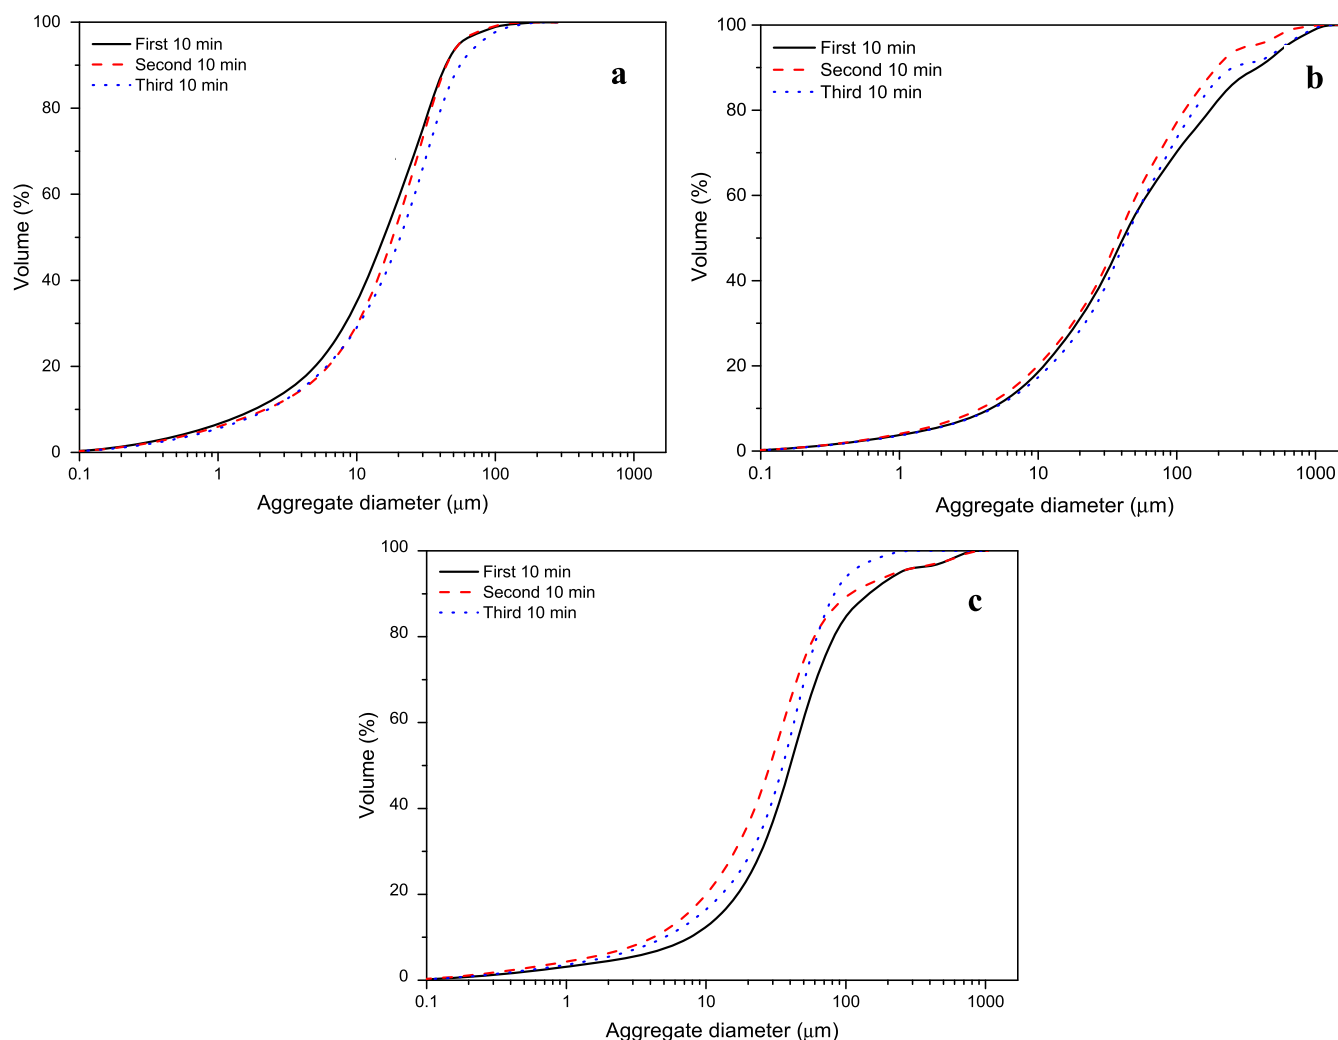 100
80
60
40
20
0
Volume (%)
First 10 min
Second 10 min
Third 10 min
a
0.1
1
10
100
1000
Aggregate diameter (μm)
100
80
60
40
20
0
Volume (%)
First 10 min
Second 10 min
Third 10 min
b
0.1
1
10
100
1000
Aggregate diameter (μm)
100
80
60
40
20
0
Volume (%)
First 10 min
Second 10 min
Third 10 min
c
0.1
1
10
100
1000
Aggregate diameter (μm)